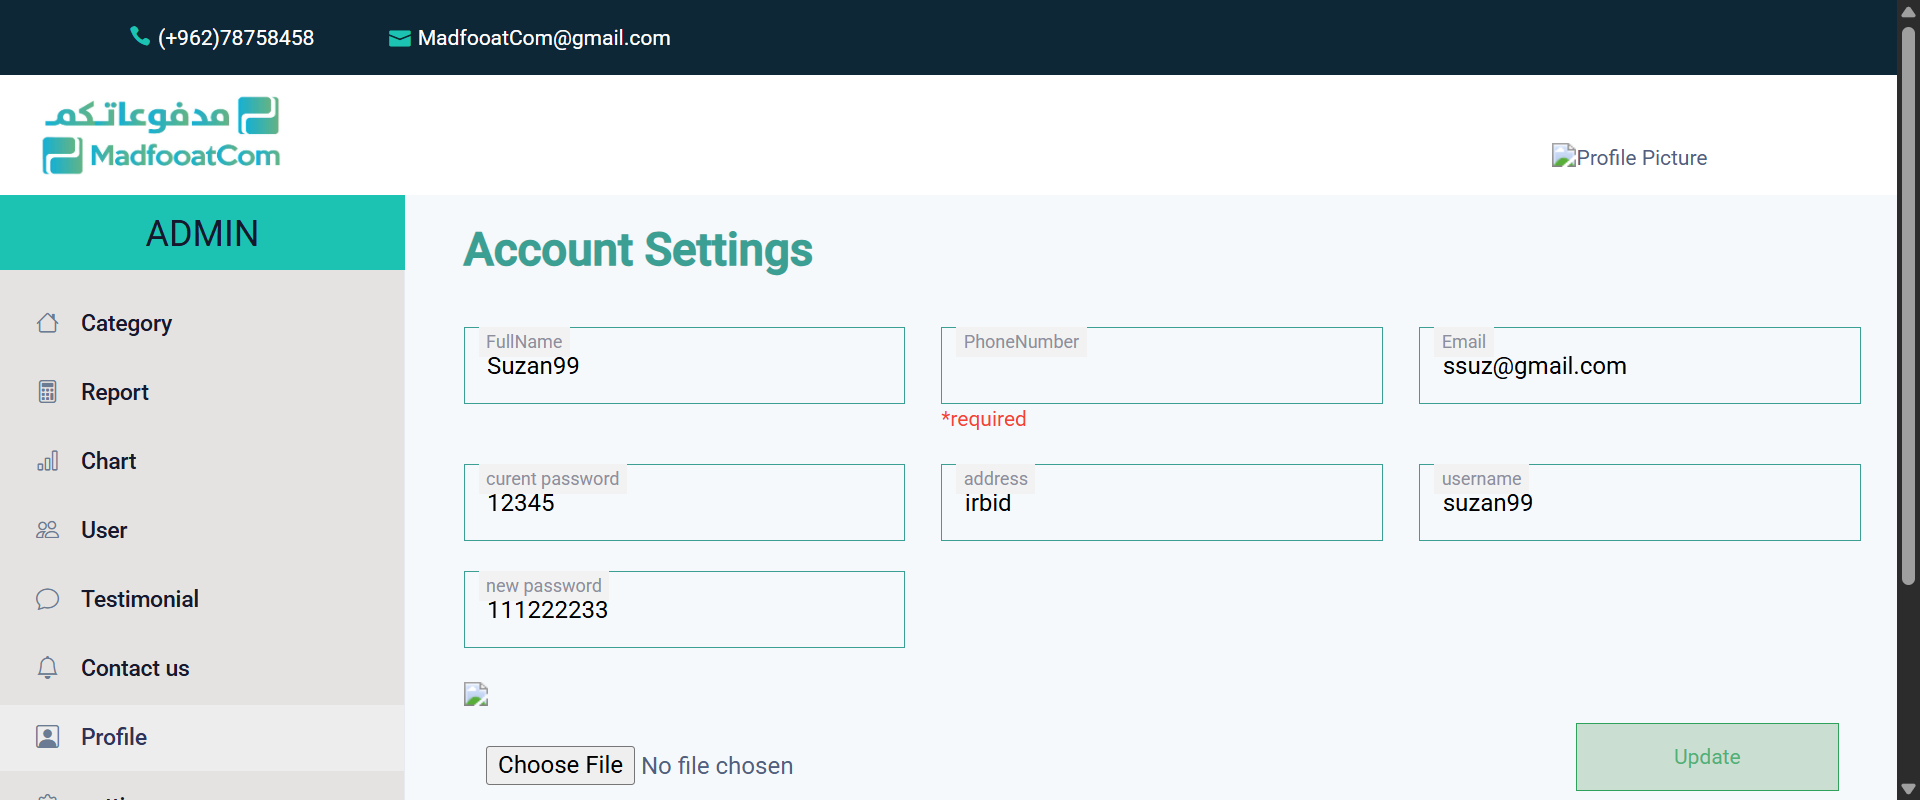 (+962)78758458
MadfooatCom@gmail.com
مدفوعاتكم
MadfooatCom
Profile Picture
ADMIN
Category
Report
Chart
User
Testimonial
Contact us
Profile
Account Settings
FullName
Suzan99
PhoneNumber
*required
Email
ssuz@gmail.com
curent password
12345
address
irbid
username
suzan99
new password
111222233
Choose File No file chosen
Update